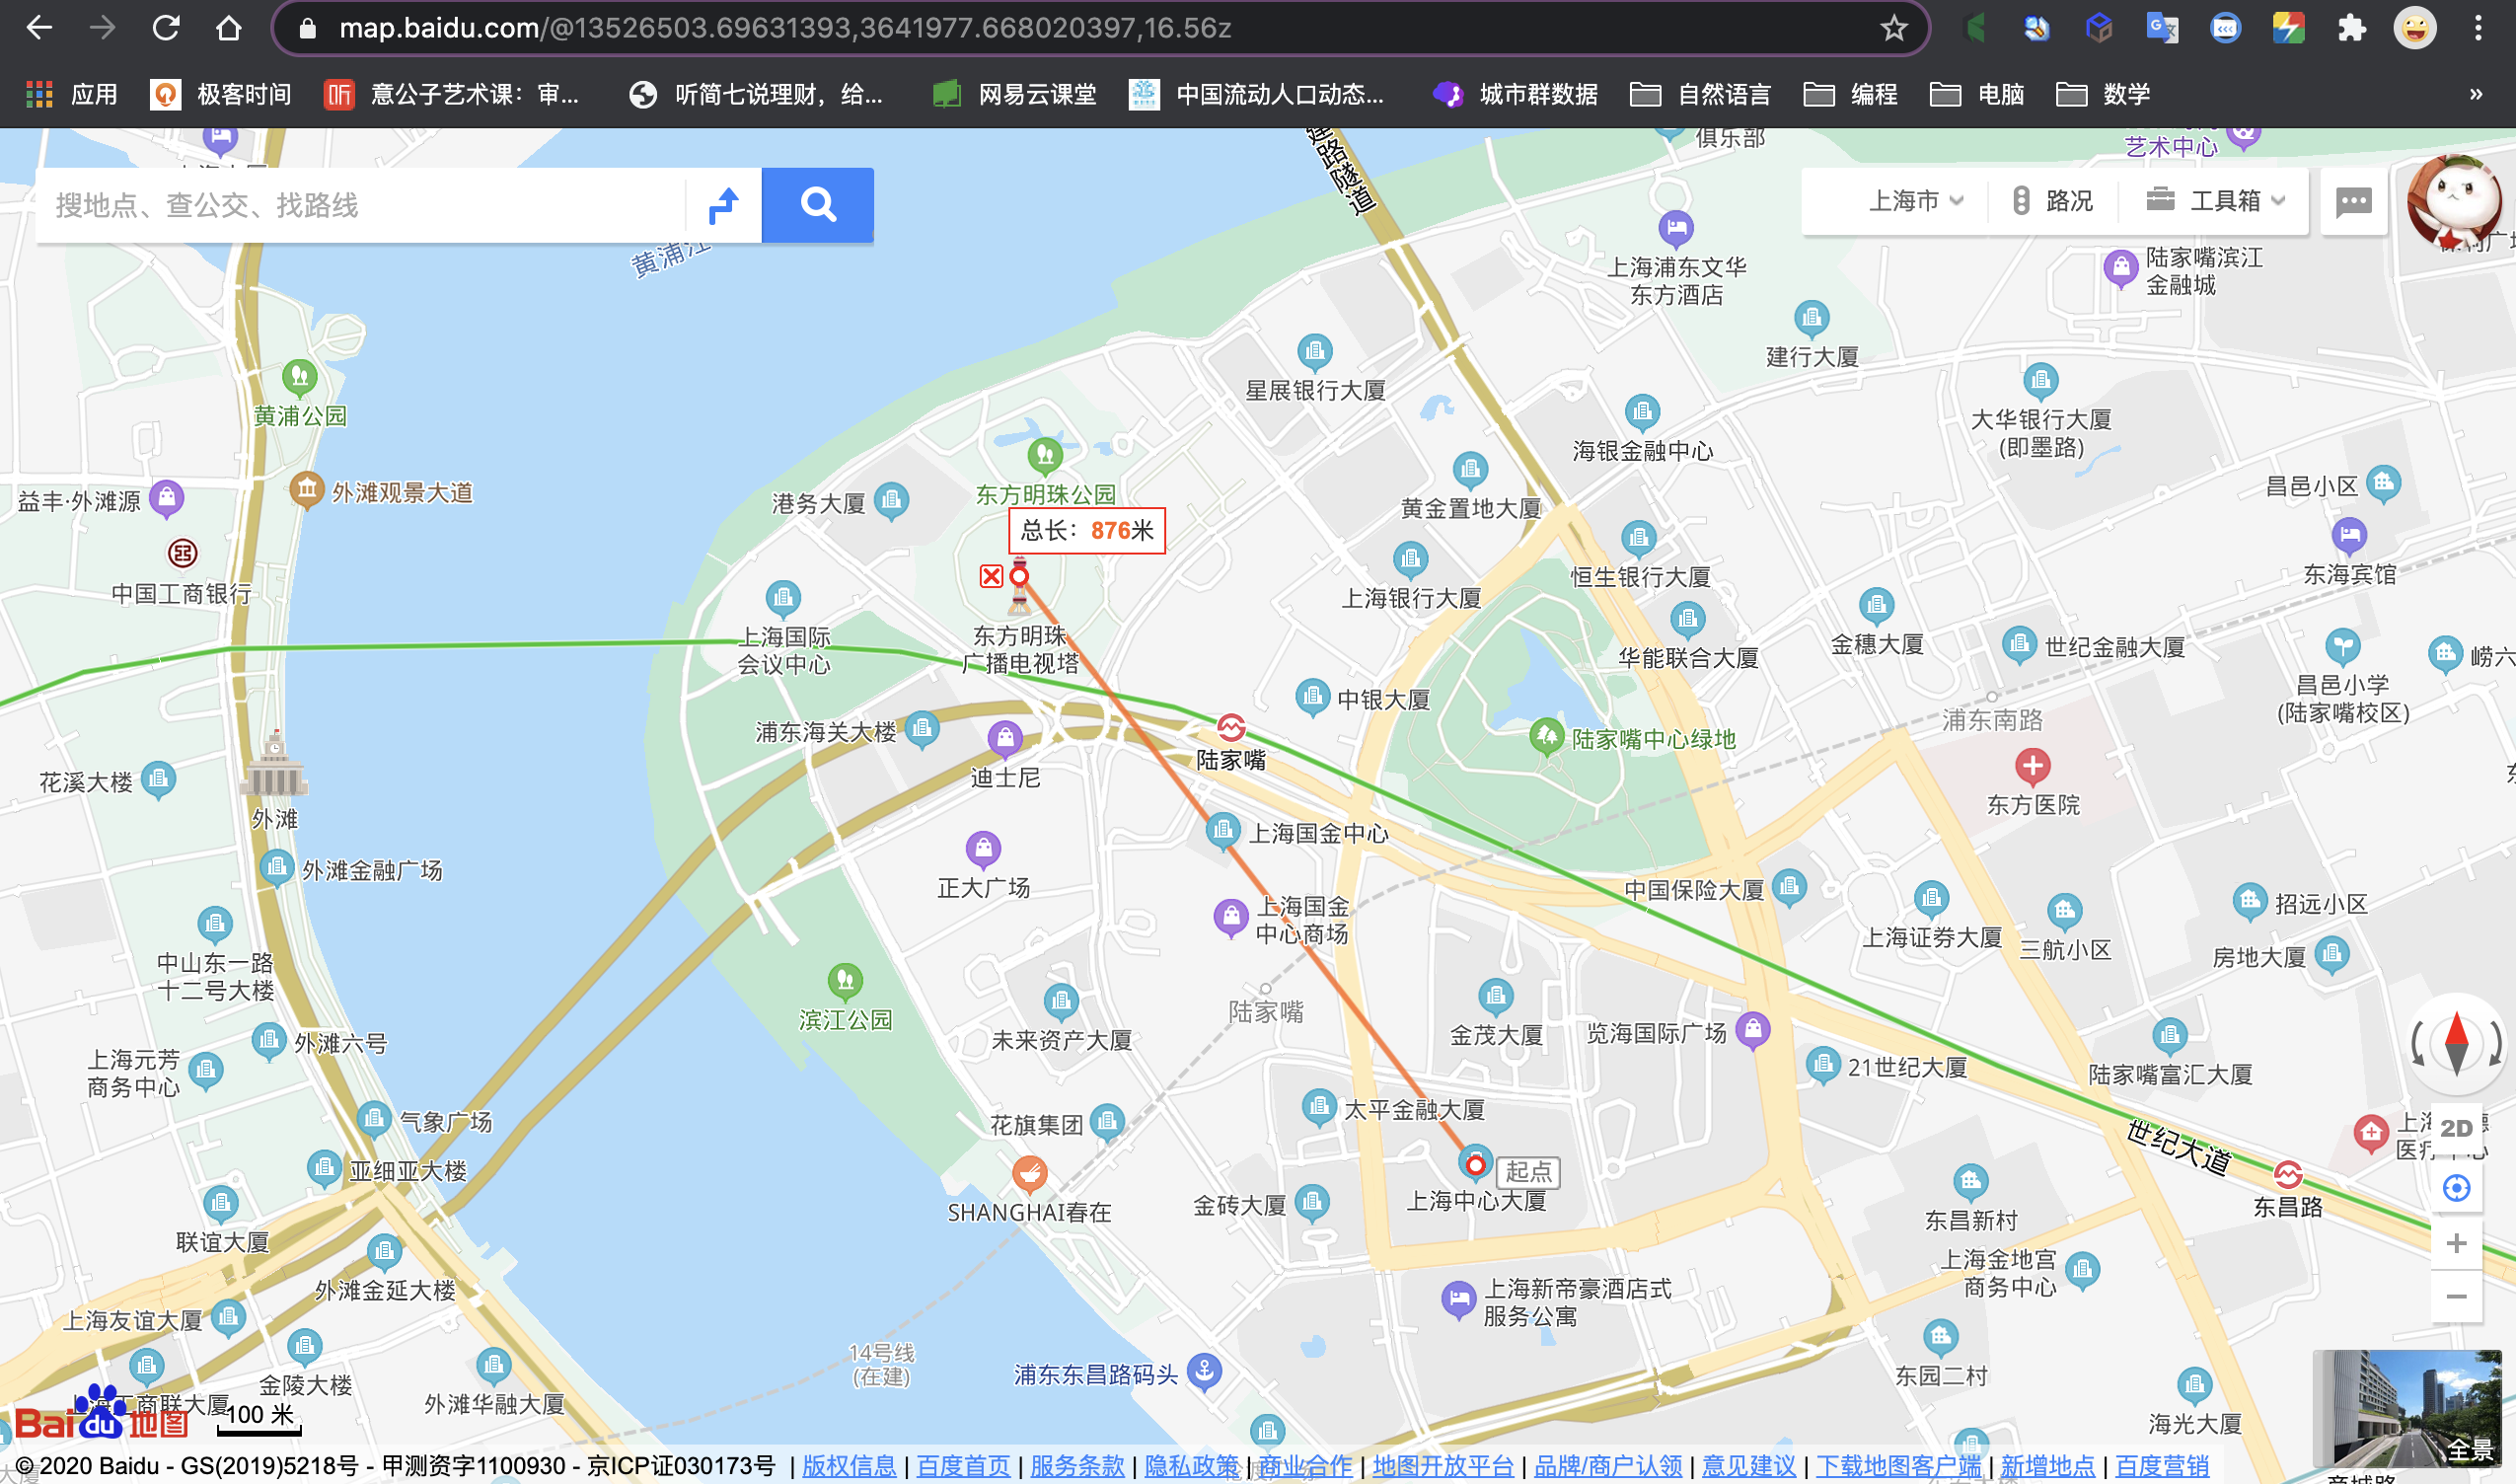 map.baidu.com/@13526503.69631393,3641977.668020397,16.56z
应用 极客时间 听 意公子艺术课：审... 听简七说理财，给... 网易云课堂 中国流动人口动态... 城市群数据 自然语言 编程 电脑 数学 »
建路隧道
俱乐部
艺术中心
搜地点、查公交、找路线
上海市 路况 工具箱
黄浦江
上海浦东文华
东方酒店
陆家嘴滨江
金融城
建行大厦
星展银行大厦
黄浦公园
大华银行大厦
(即墨路)
海银金融中心
外滩观景大道
益丰·外滩源
港务大厦
东方明珠公园
黄金置地大厦
昌邑小区
总长：876米
中国工商银行
上海银行大厦
恒生银行大厦
东海宾馆
上海国际
会议中心
东方明珠
广播电视塔
华能联合大厦
金穗大厦
世纪金融大厦
昌邑小学
(陆家嘴校区)
崂六
中银大厦
浦东南路
浦东海关大楼
陆家嘴
陆家嘴中心绿地
迪士尼
花溪大楼
外滩
东方医院
上海国金中心
外滩金融广场
正大广场
中国保险大厦
上海国金
中心商场
上海证券大厦
三航小区
招远小区
房地大厦
中山东一路
十二号大楼
滨江公园
陆家嘴
未来资产大厦
金茂大厦
览海国际广场
外滩六号
上海元芳
商务中心
21世纪大厦
陆家嘴富汇大厦
气象广场
花旗集团
太平金融大厦
世纪大道
2D
亚细亚大楼
起点
SHANGHAI春在
金砖大厦
上海中心大厦
东昌路
联谊大厦
东昌新村
外滩金延大楼
上海金地宫
商务中心
上海新帝豪酒店式
服务公寓
上海友谊大厦
14号线
(在建)
浦东东昌路码头
东园二村
金陵大楼
外滩华融大厦
海光大厦
Baidu地图
100 米
全景
© 2020 Baidu - GS(2019)5218号 - 甲测资字1100930 - 京ICP证030173号 | 版权信息 | 百度首页 | 服务条款 | 隐私政策 | 商业合作 | 地图开放平台 | 品牌/商户认领 | 意见建议 | 下载地图客户端 | 新增地点 | 百度营销